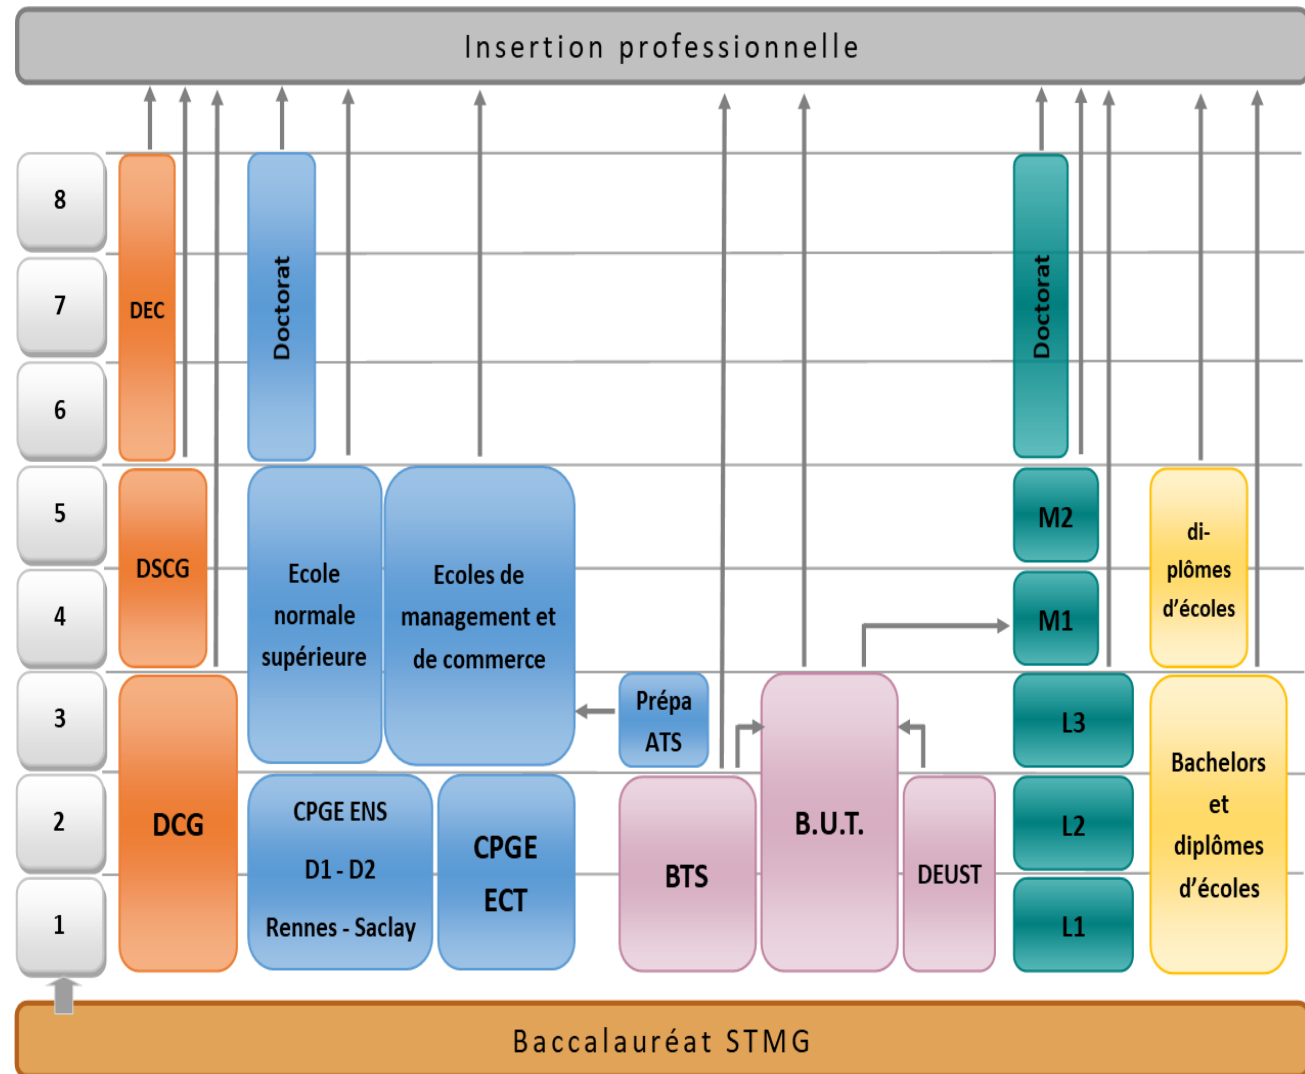 Insertion professionnelle
8
7
6
5
4
3
2
1
DEC
DSCG
DCG
Doctorat
Ecole
normale
supérieure
Ecoles de
management et
de commerce
CPGE ENS
D1 - D2
Rennes - Saclay
CPGE
ECT
Prépa
ATS
BTS
B.U.T.
DEUST
Doctorat
M2
M1
L3
L2
L1
di-
plômes
d’écoles
Bachelors
et
diplômes
d’écoles
Baccalauréat STMG